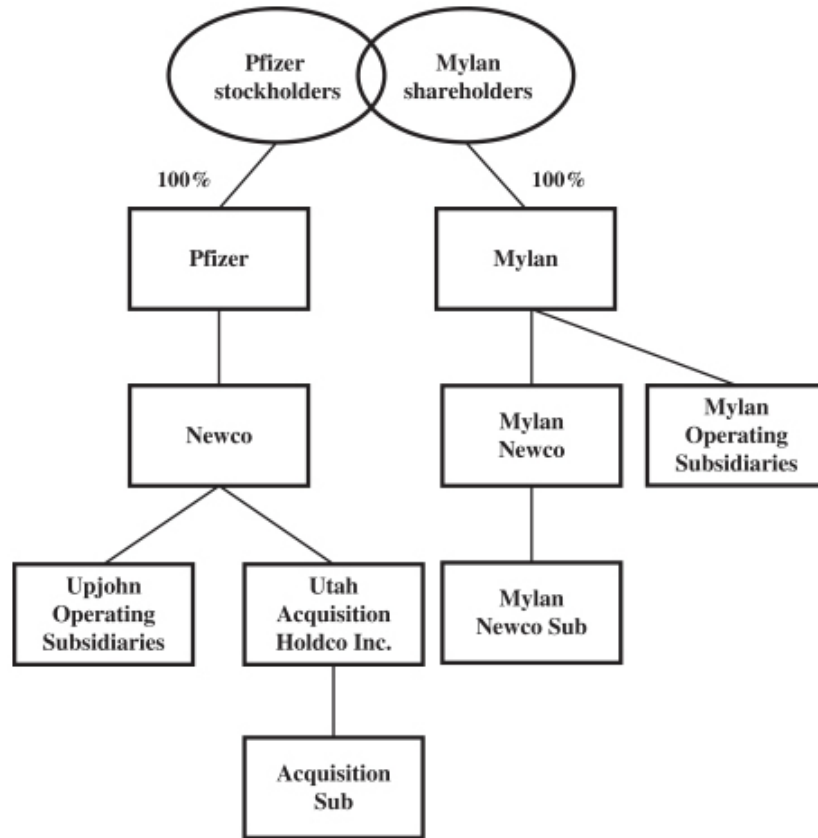 Pfizer
stockholders
Mylan
shareholders
100%
100%
Pfizer
Mylan
Newco
Mylan
Newco
Mylan
Operating
Subsidiaries
Upjohn
Operating
Subsidiaries
Utah
Acquisition
Holdco Inc.
Mylan
Newco Sub
Acquisition
Sub